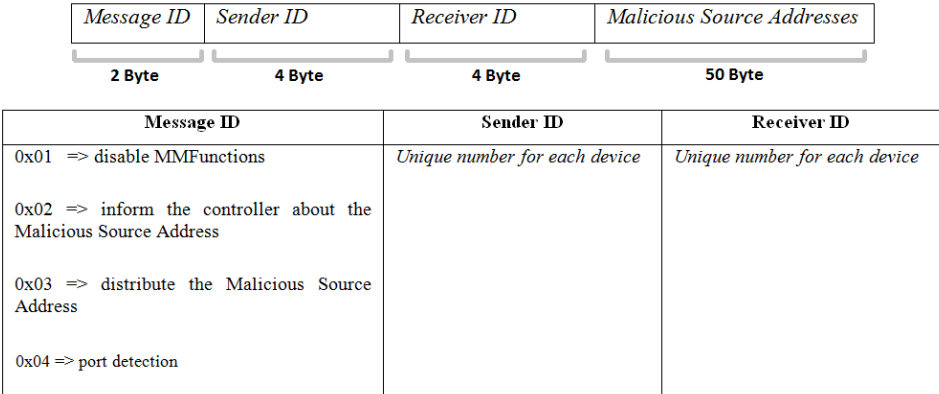 Message ID Sender ID Receiver ID Malicious Source Addresses
2 Byte 4 Byte 4 Byte 50 Byte
Message ID Sender ID Receiver ID
0x01 => disable MMFunctions Unique number for each device Unique number for each device
0x02 => inform the controller about the
Malicious Source Address
0x03 => distribute the Malicious Source
Address
0x04 => port detection